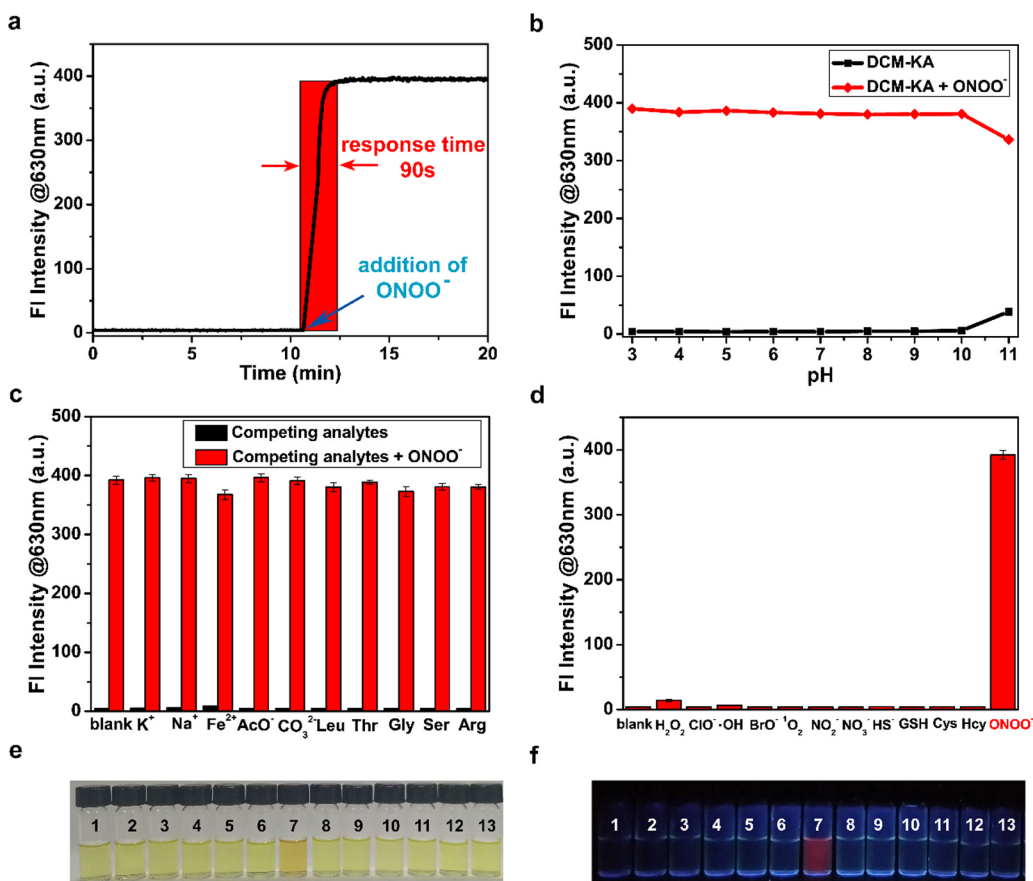 a
FI Intensity @630nm (a.u.)
400
300
200
100
0
response time
90s
addition of
ONOO⁻
0 5 10 15 20
Time (min)
b
FI Intensity @630nm (a.u.)
500
400
300
200
100
0
DCM-KA
DCM-KA + ONOO⁻
3 4 5 6 7 8 9 10 11
pH
c
FI Intensity @630nm (a.u.)
500
400
300
200
100
0
Competing analytes
Competing analytes + ONOO⁻
blank K⁺ Na⁺ Fe²⁺ AcO⁻ CO₃²⁻ Leu Thr Gly Ser Arg
d
FI Intensity @630nm (a.u.)
500
400
300
200
100
0
blank H₂O₂ ClO⁻ ·OH BrO⁻ ¹O₂ NO₂⁻ NO₃⁻ HS⁻ GSH Cys Hcy ONOO⁻
e
1 2 3 4 5 6 7 8 9 10 11 12 13
f
1 2 3 4 5 6 7 8 9 10 11 12 13